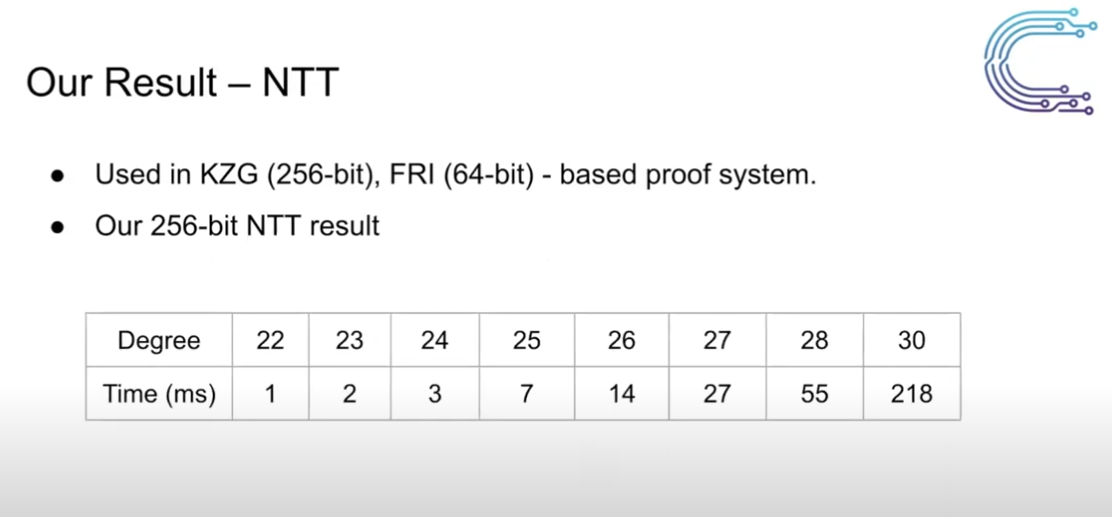 Our Result – NTT
● Used in KZG (256-bit), FRI (64-bit) - based proof system.
● Our 256-bit NTT result
Degree 22 23 24 25 26 27 28 30
Time (ms) 1 2 3 7 14 27 55 218